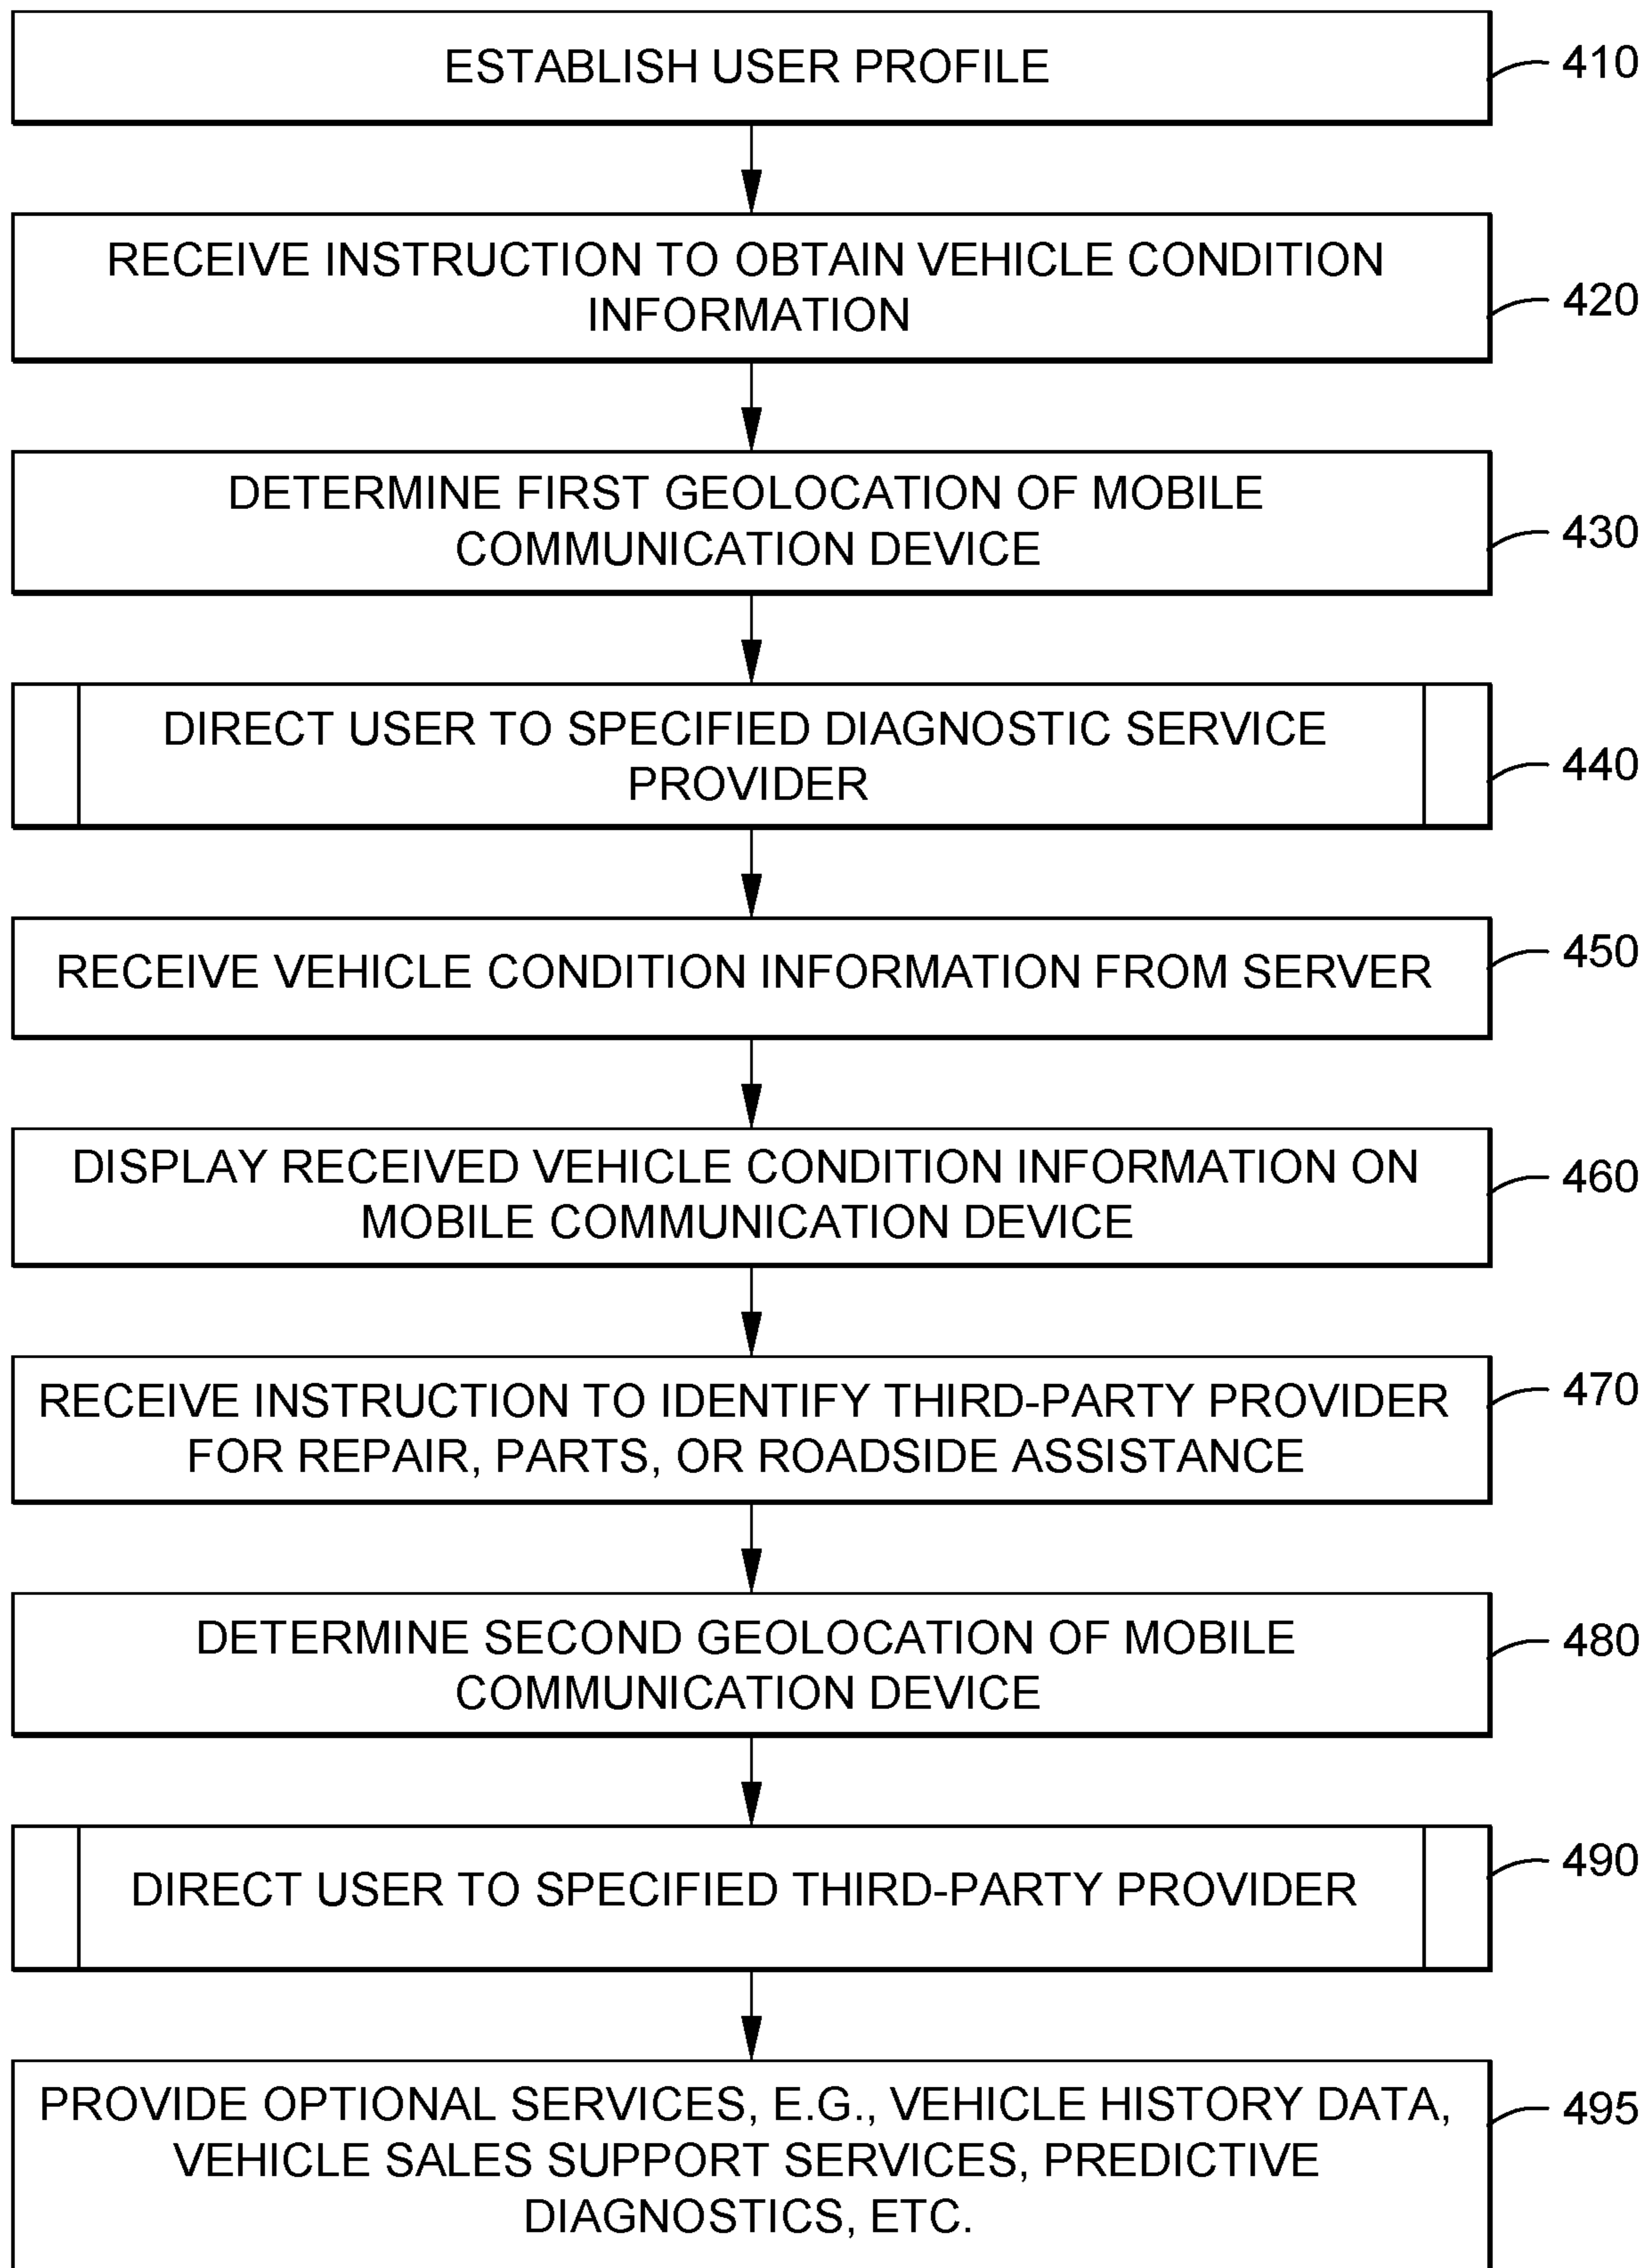 ESTABLISH USER PROFILE
410
RECEIVE INSTRUCTION TO OBTAIN VEHICLE CONDITION
INFORMATION
420
DETERMINE FIRST GEOLOCATION OF MOBILE
COMMUNICATION DEVICE
430
DIRECT USER TO SPECIFIED DIAGNOSTIC SERVICE
PROVIDER
440
RECEIVE VEHICLE CONDITION INFORMATION FROM SERVER
450
DISPLAY RECEIVED VEHICLE CONDITION INFORMATION ON
MOBILE COMMUNICATION DEVICE
460
RECEIVE INSTRUCTION TO IDENTIFY THIRD-PARTY PROVIDER
FOR REPAIR, PARTS, OR ROADSIDE ASSISTANCE
470
DETERMINE SECOND GEOLOCATION OF MOBILE
COMMUNICATION DEVICE
480
DIRECT USER TO SPECIFIED THIRD-PARTY PROVIDER
490
PROVIDE OPTIONAL SERVICES, E.G., VEHICLE HISTORY DATA,
VEHICLE SALES SUPPORT SERVICES, PREDICTIVE
DIAGNOSTICS, ETC.
495